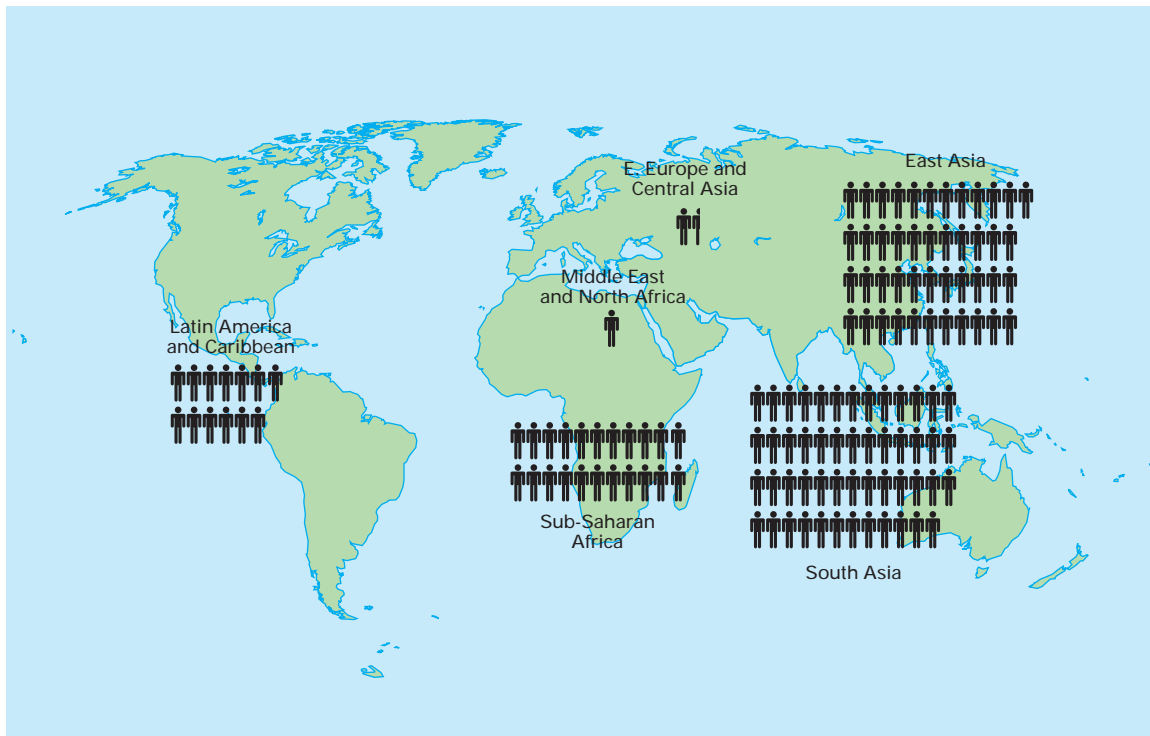 E. Europe and
Central Asia
East Asia
Middle East
and North Africa
Latin America
and Caribbean
Sub-Saharan
Africa
South Asia